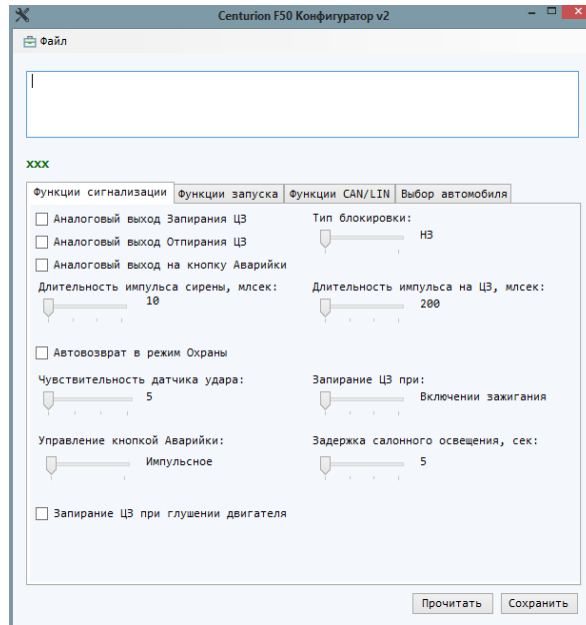 Centurion F50 Конфигуратор v2
Файл
xxx
Функции сигнализации Функции запуска Функции CAN/LIN Выбор автомобиля
Аналоговый выход Запирания ЦЗ
Тип блокировки:
НЗ
Аналоговый выход Отпирания ЦЗ
Аналоговый выход на кнопку Аварийки
Длительность импульса сирены, млсек:
10
Длительность импульса на ЦЗ, млсек:
200
Автовозврат в режим Охраны
Чувствительность датчика удара:
5
Запирание ЦЗ при:
Включении зажигания
Управление кнопкой Аварийки:
Импульсное
Задержка салонного освещения, сек:
5
Запирание ЦЗ при глушении двигателя
Прочитать Сохранить